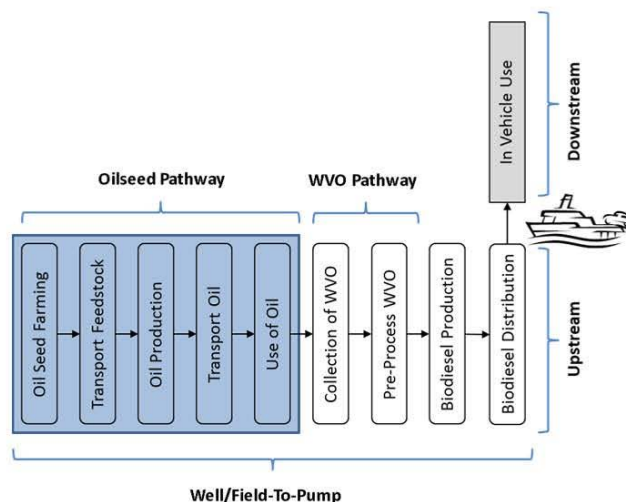 Oilseed Pathway
WVO Pathway
Oil Seed Farming
Transport Feedstock
Oil Production
Transport Oil
Use of Oil
Collection of WVO
Pre-Process WVO
Biodiesel Production
Biodiesel Distribution
In Vehicle Use
Downstream
Upstream
Well/Field-To-Pump